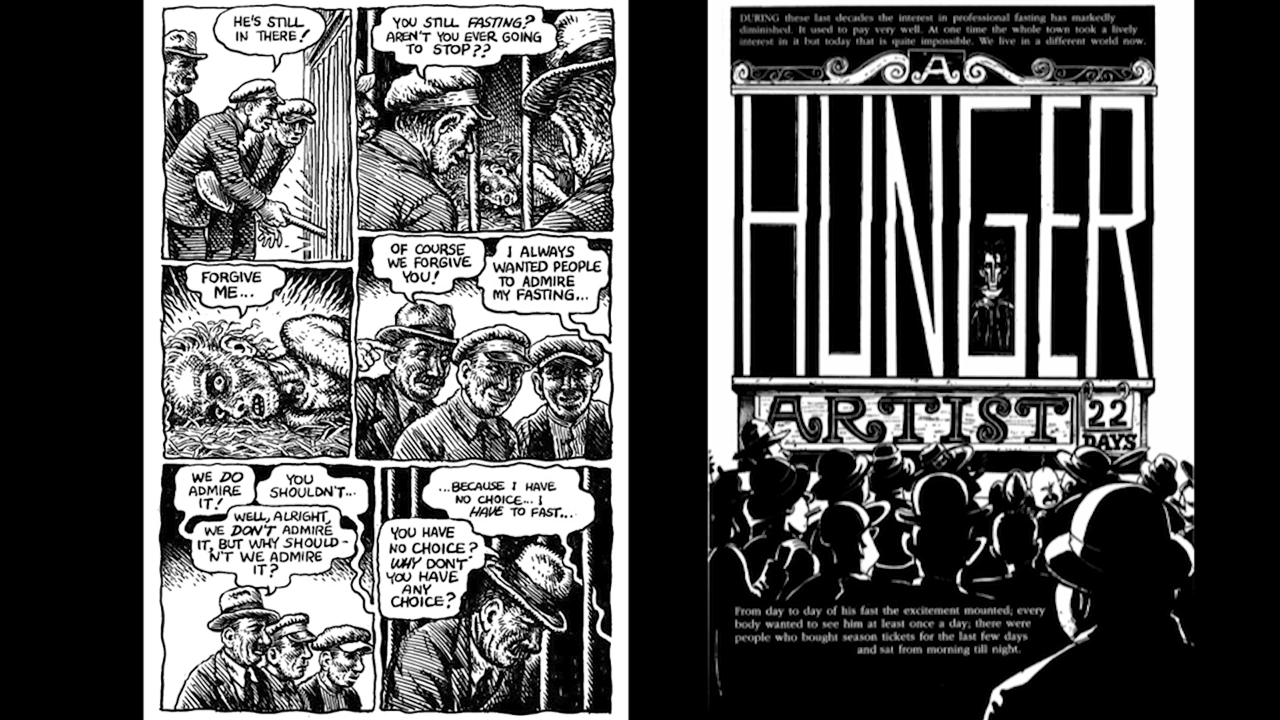 HE'S STILL
IN THERE!
YOU STILL FASTING?
AREN'T YOU EVER GOING
TO STOP??
FORGIVE
ME...
OF COURSE
WE FORGIVE
YOU!
I ALWAYS
WANTED PEOPLE
TO ADMIRE
MY FASTING...
WE DO
ADMIRE
IT!
YOU
SHOULDN'T...
WELL, ALRIGHT,
WE DON'T ADMIRE
IT, BUT WHY SHOULD-
N'T WE ADMIRE
IT?
...BECAUSE I HAVE
NO CHOICE... I
HAVE TO FAST...
YOU HAVE
NO CHOICE?
WHY DON'T
YOU HAVE
ANY
CHOICE?
DURING these last decades the interest in professional fasting has markedly
diminished. It used to pay very well. At one time the whole town took a lively
interest in it but today that is quite impossible. We live in a different world now.
A
HUNGER
ARTIST
22
DAYS
From day to day of his fast the excitement mounted; every
body wanted to see him at least once a day; there were
people who bought season tickets for the last few days
and sat from morning till night.